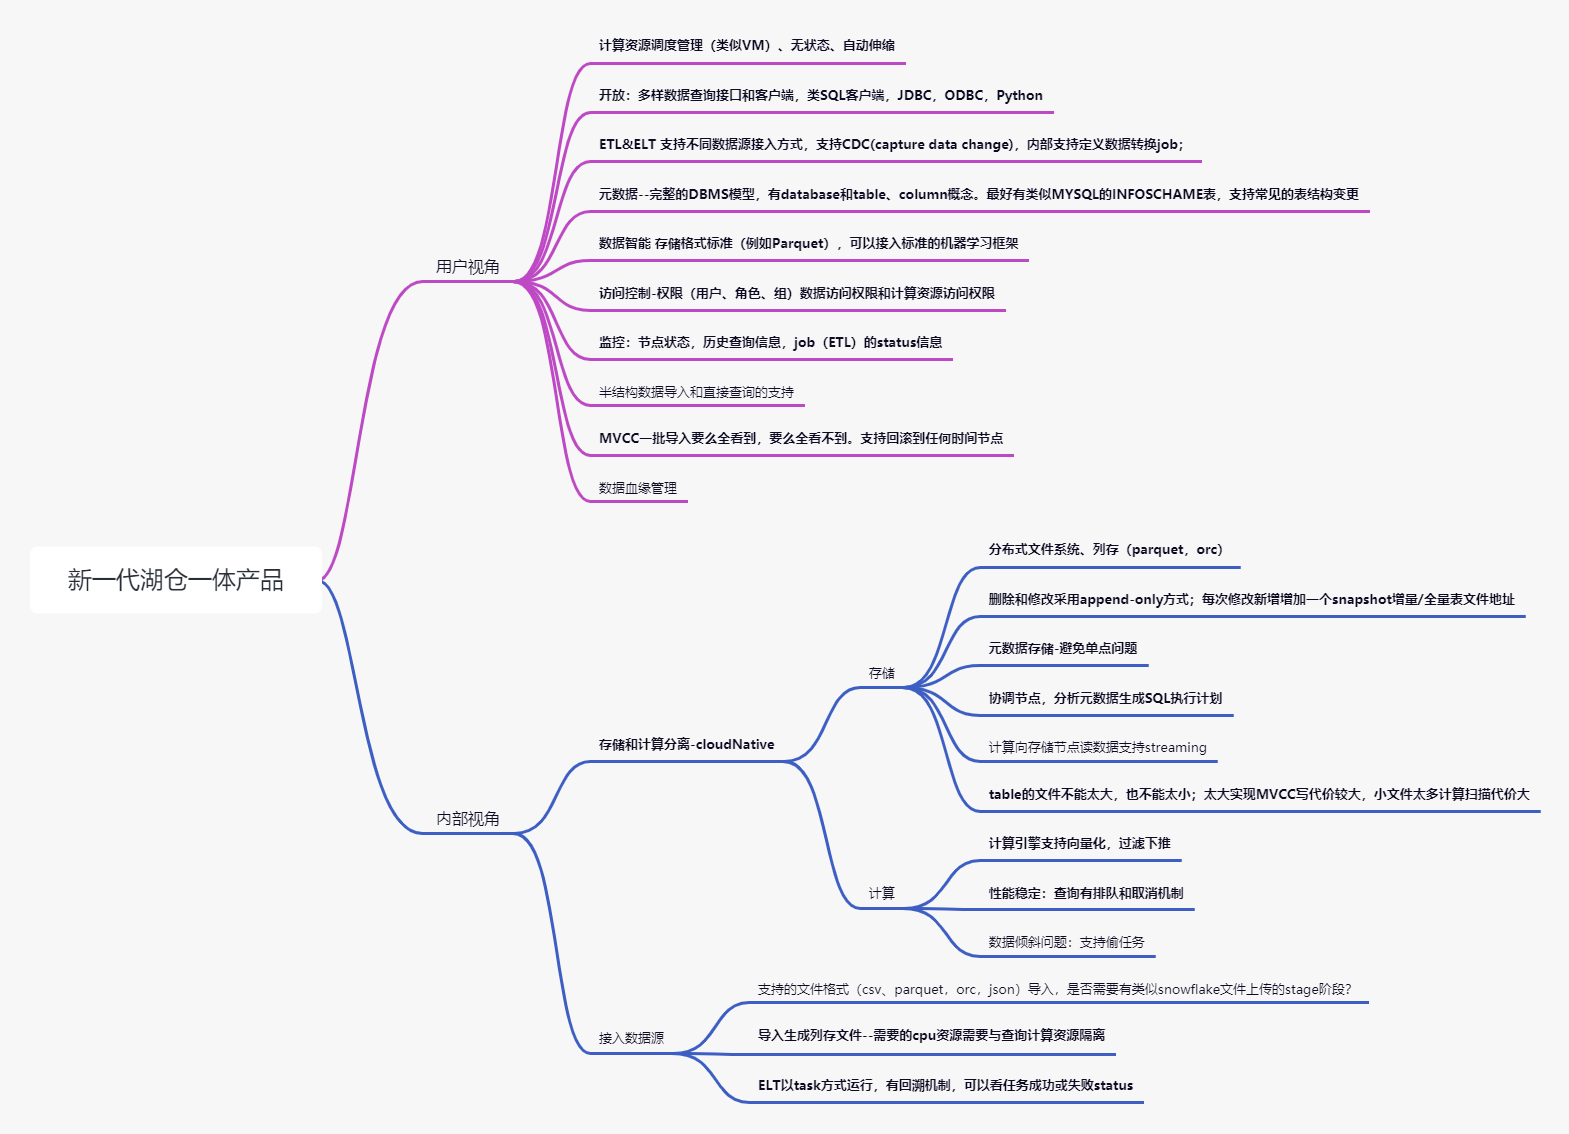 计算资源调度管理（类似VM）、无状态、自动伸缩
开放：多样数据查询接口和客户端，类SQL客户端，JDBC，ODBC，Python
ETL&ELT 支持不同数据源接入方式，支持CDC(capture data change)，内部支持定义数据转换job；
元数据--完整的DBMS模型，有database和table、column概念。最好有类似MYSQL的INFOSCHAME表，支持常见的表结构变更
数据智能 存储格式标准（例如Parquet），可以接入标准的机器学习框架
用户视角
访问控制-权限（用户、角色、组）数据访问权限和计算资源访问权限
监控：节点状态，历史查询信息，job（ETL）的status信息
半结构数据导入和直接查询的支持
MVCC一批导入要么全看到，要么全看不到。支持回滚到任何时间节点
数据血缘管理
新一代湖仓一体产品
分布式文件系统、列存（parquet，orc）
删除和修改采用append-only方式；每次修改新增增加一个snapshot增量/全量表文件地址
元数据存储-避免单点问题
存储
协调节点，分析元数据生成SQL执行计划
计算向存储节点读数据支持streaming
table的文件不能太大，也不能太小；太大实现MVCC写代价较大，小文件太多计算扫描代价大
存储和计算分离-cloudNative
内部视角
计算引擎支持向量化，过滤下推
计算
性能稳定：查询有排队和取消机制
数据倾斜问题：支持偷任务
支持的文件格式（csv、parquet，orc，json）导入，是否需要有类似snowflake文件上传的stage阶段？
接入数据源
导入生成列存文件--需要的cpu资源需要与查询计算资源隔离
ELT以task方式运行，有回溯机制，可以看任务成功或失败status